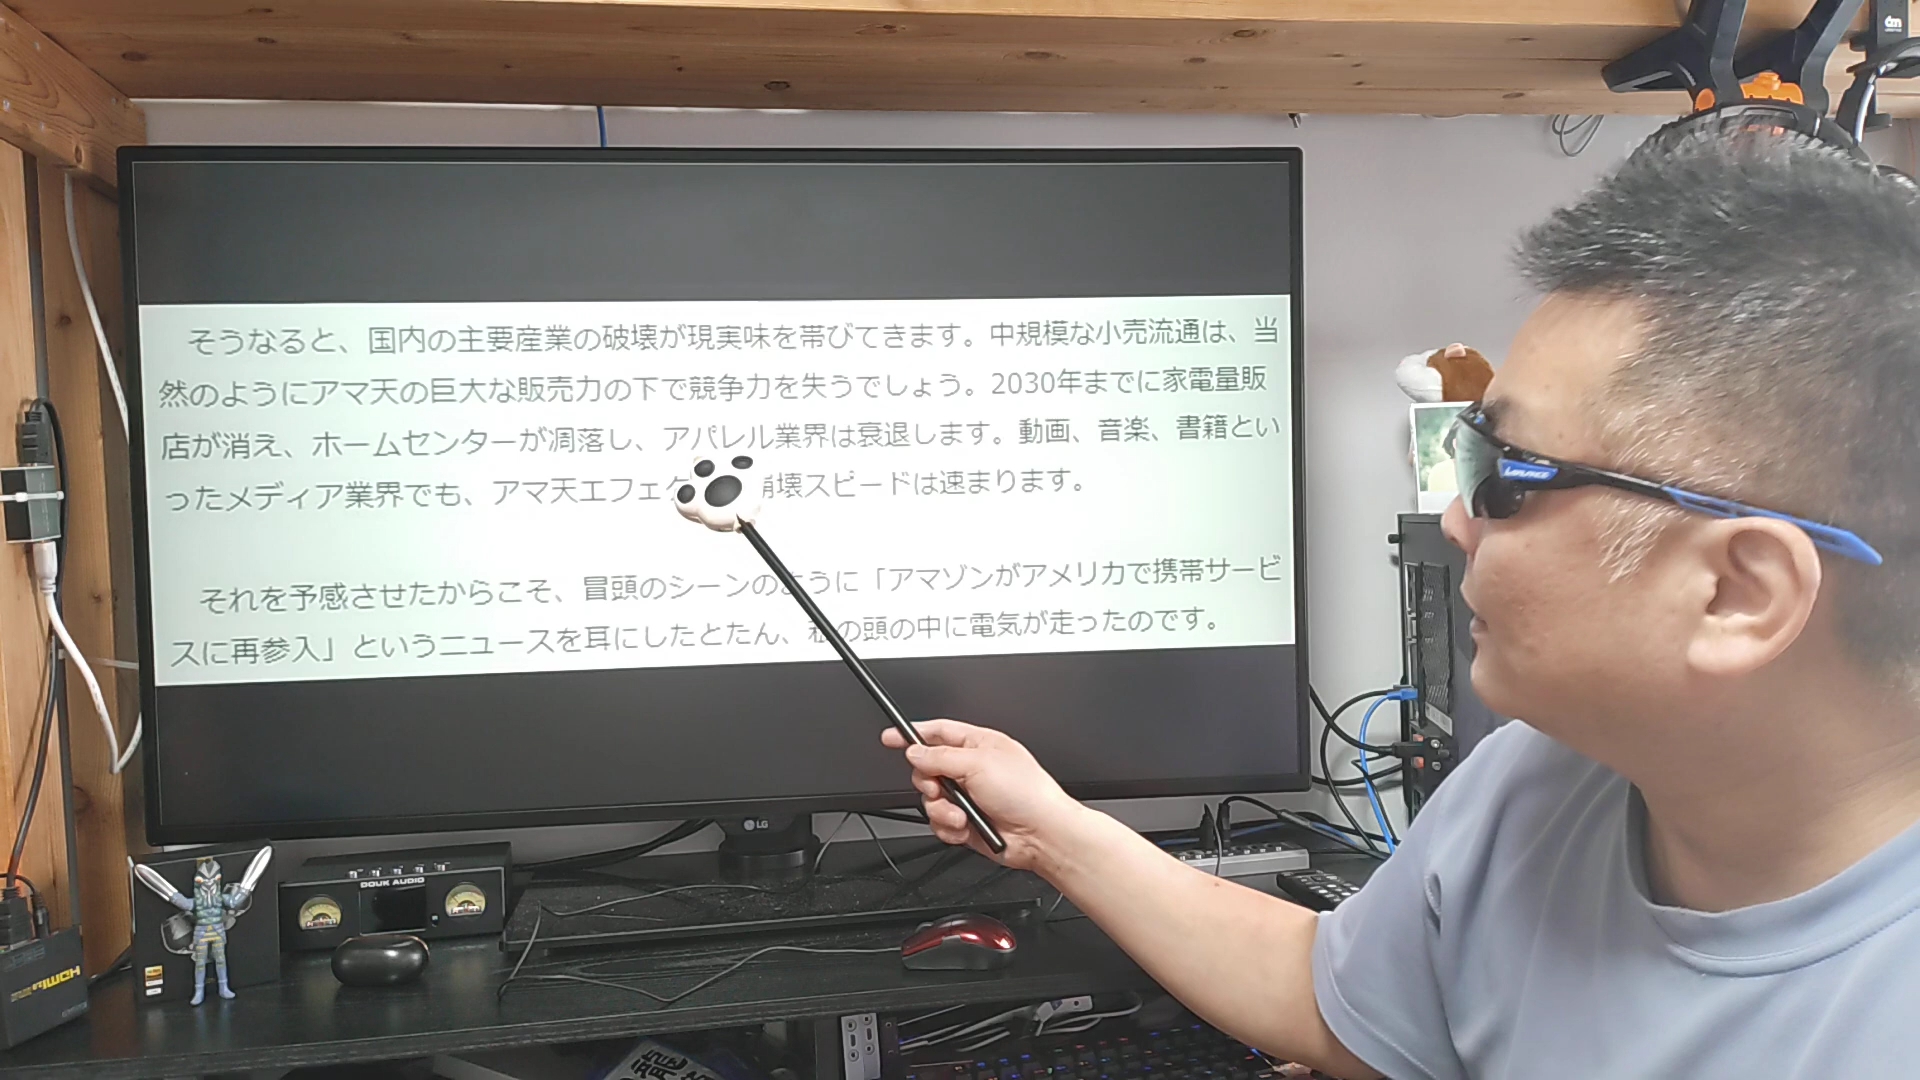 そうなると、国内の主要産業の破壊が現実味を帯びてきます。中規模な小売流通は、当
然のようにアマ天の巨大な販売力の下で競争力を失うでしょう。2030年までに家電量販
店が消え、ホームセンターが凋落し、アパレル業界は衰退します。動画、音楽、書籍とい
ったメディア業界でも、アマ天エフェク 壊スピードは速まります。
それを予感させたからこそ、冒頭のシーンのように「アマゾンがアメリカで携帯サービ
スに再参入」というニュースを耳にしたとたん、私の頭の中に電気が走ったのです。
LG
DOUK AUDIO
HDMI
龍